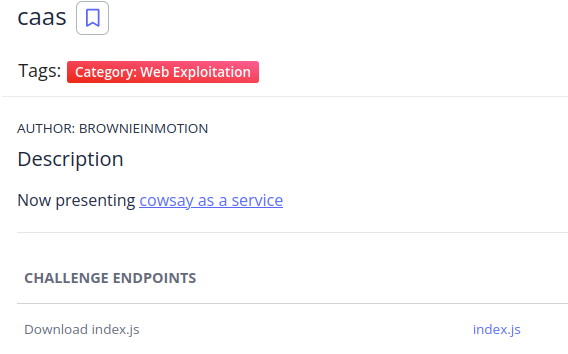 caas
Tags: Category: Web Exploitation
AUTHOR: BROWNIEINMOTION
Description
Now presenting cowsay as a service
CHALLENGE ENDPOINTS
Download index.js index.js